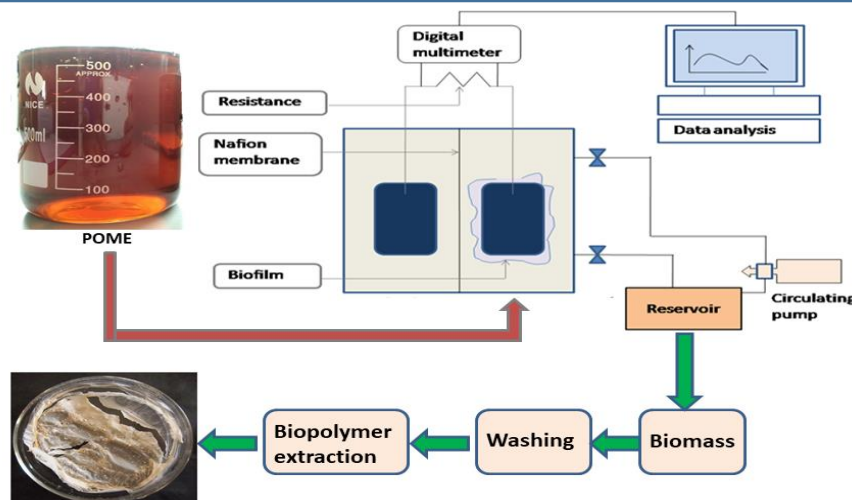 500
APPROX
NICE
400
500ml
300
200
100
POME
Digital
multimeter
Resistance
Nafion
membrane
Biofilm
Data analysis
Reservoir
Circulating
pump
Biopolymer
extraction
Washing
Biomass